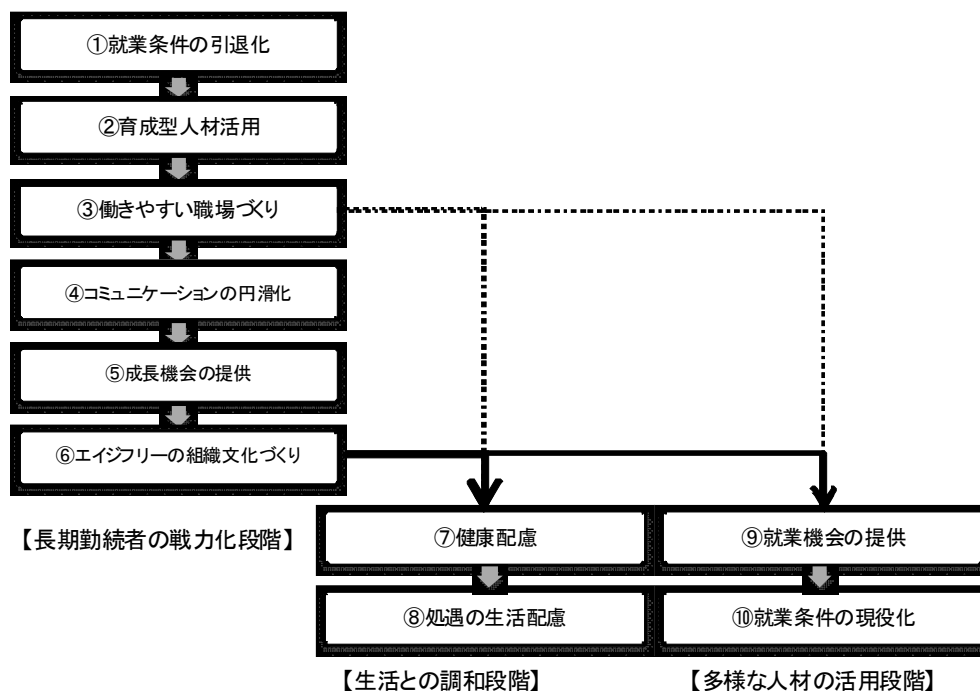 ①就業条件の引退化
②育成型人材活用
③働きやすい職場づくり
④コミュニケーションの円滑化
⑤成長機会の提供
⑥エイジフリーの組織文化づくり
【長期勤続者の戦力化段階】
⑦健康配慮
⑨就業機会の提供
⑧処遇の生活配慮
⑩就業条件の現役化
【生活との調和段階】
【多様な人材の活用段階】